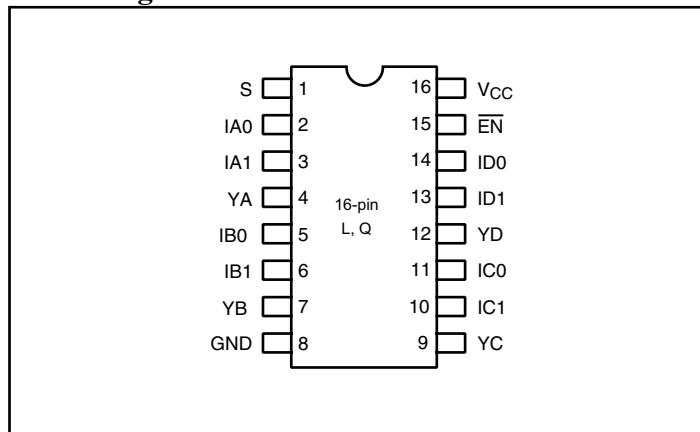 S 1 16 VCC
IA0 2 15 EN
IA1 3 14 ID0
YA 4 13 ID1
16-pin
L, Q
IB0 5 12 YD
IB1 6 11 IC0
YB 7 10 IC1
GND 8 9 YC